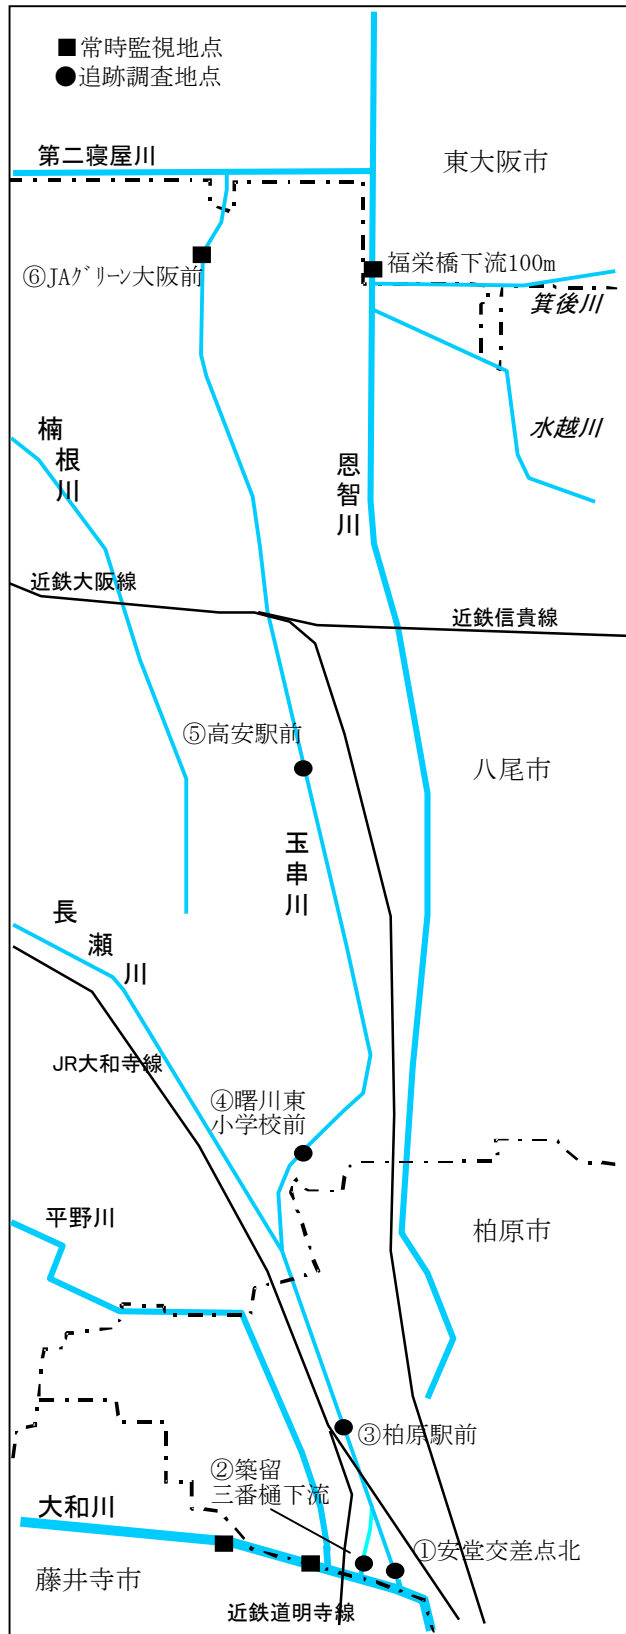 ■常時監視地点
●追跡調査地点
第二寝屋川
東大阪市
⑥JAグリーン大阪前
福栄橋下流100m
箕後川
水越川
楠根川
恩智川
近鉄大阪線
近鉄信貴線
⑤高安駅前
八尾市
玉串川
長瀬川
JR大和寺線
④曙川東
小学校前
平野川
柏原市
③柏原駅前
②築留
三番樋下流
大和川
①安堂交差点北
藤井寺市
近鉄道明寺線